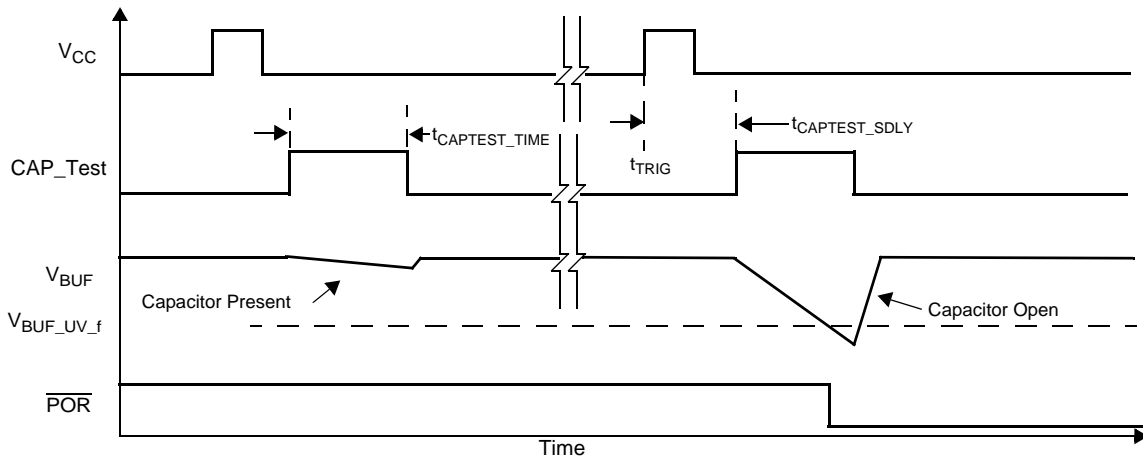 VCC
tCAPTEST_TIME
tCAPTEST_SDLY
CAP_Test
tTRIG
VBUF
Capacitor Present
Capacitor Open
VBUF_UV_f
POR
Time